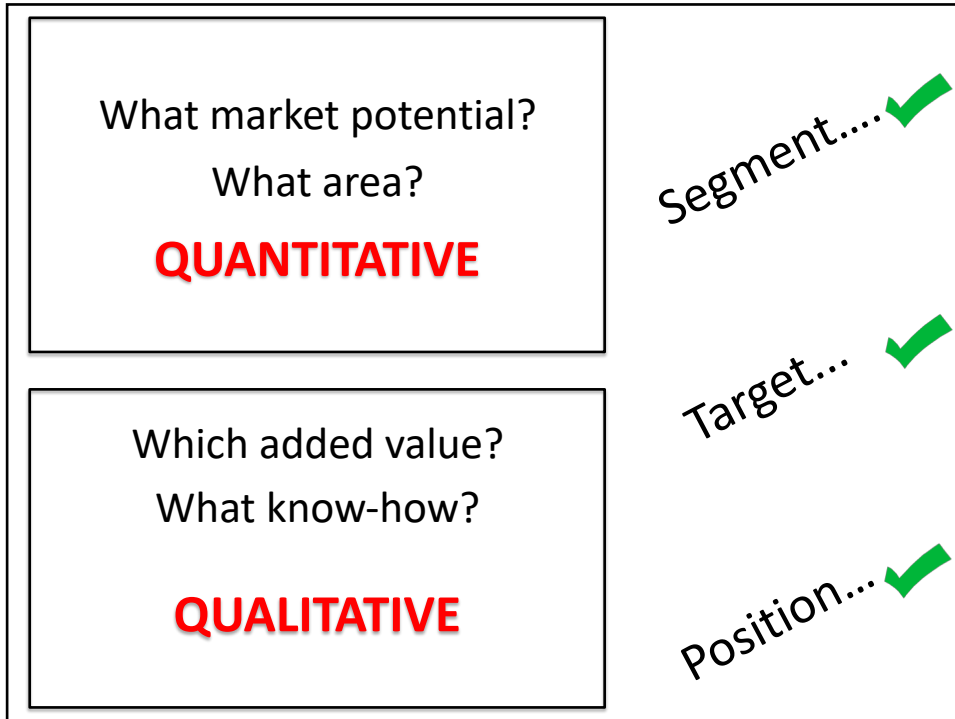 What market potential?
What area?
QUANTITATIVE
Which added value?
What know-how?
QUALITATIVE
Segment....
Target...
Position...